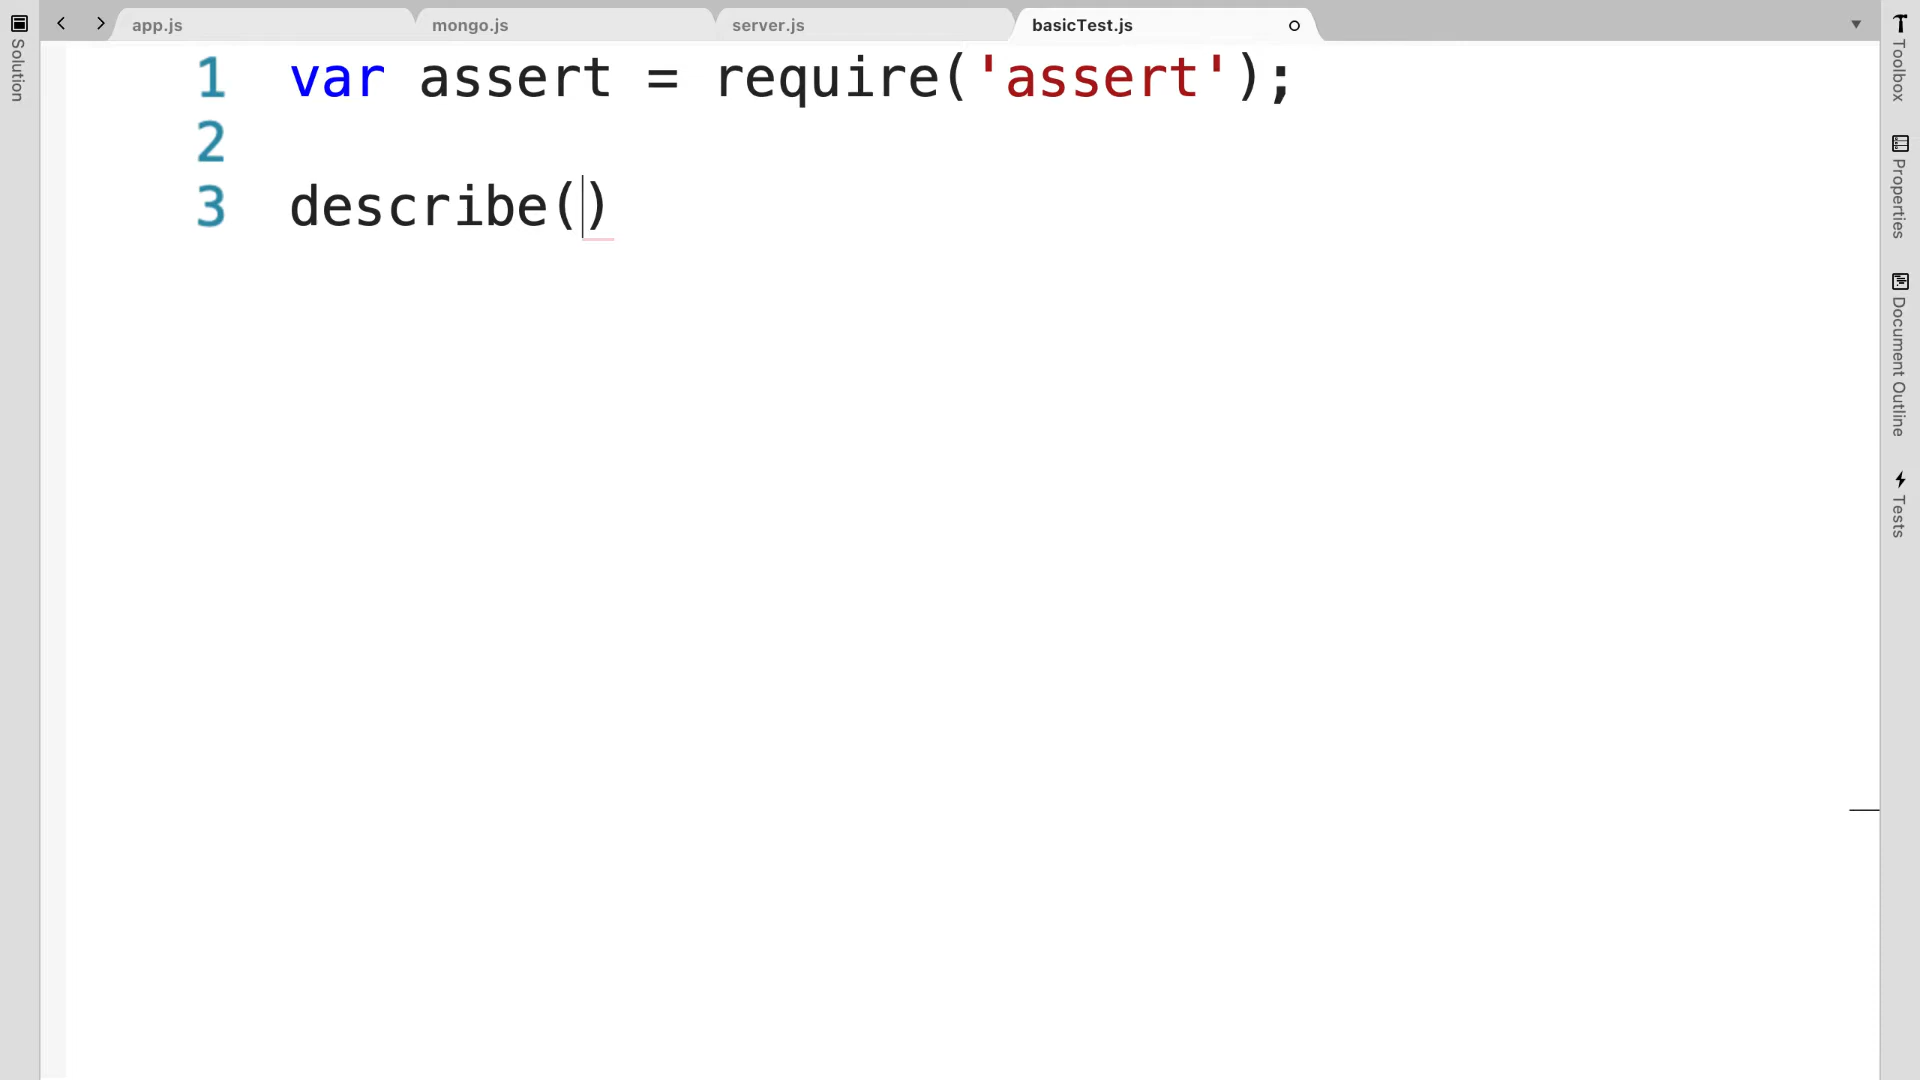 app.js
mongo.js
server.js
basicTest.js
1 var assert = require('assert');
2
3 describe()
Solution
Toolbox
Properties
Document Outline
Tests